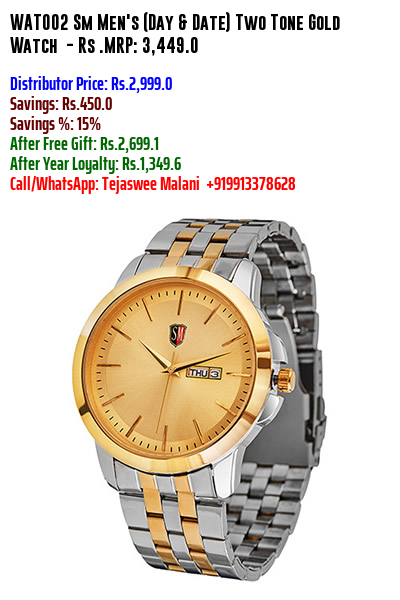 WAT002 Sm Men's (Day & Date) Two Tone Gold
Watch - Rs .MRP: 3,449.0
Distributor Price: Rs.2,999.0
Savings: Rs.450.0
Savings %: 15%
After Free Gift: Rs.2,699.1
After Year Loyalty: Rs.1,349.6
Call/WhatsApp: Tejaswee Malani +919913378628
SM
THU 3